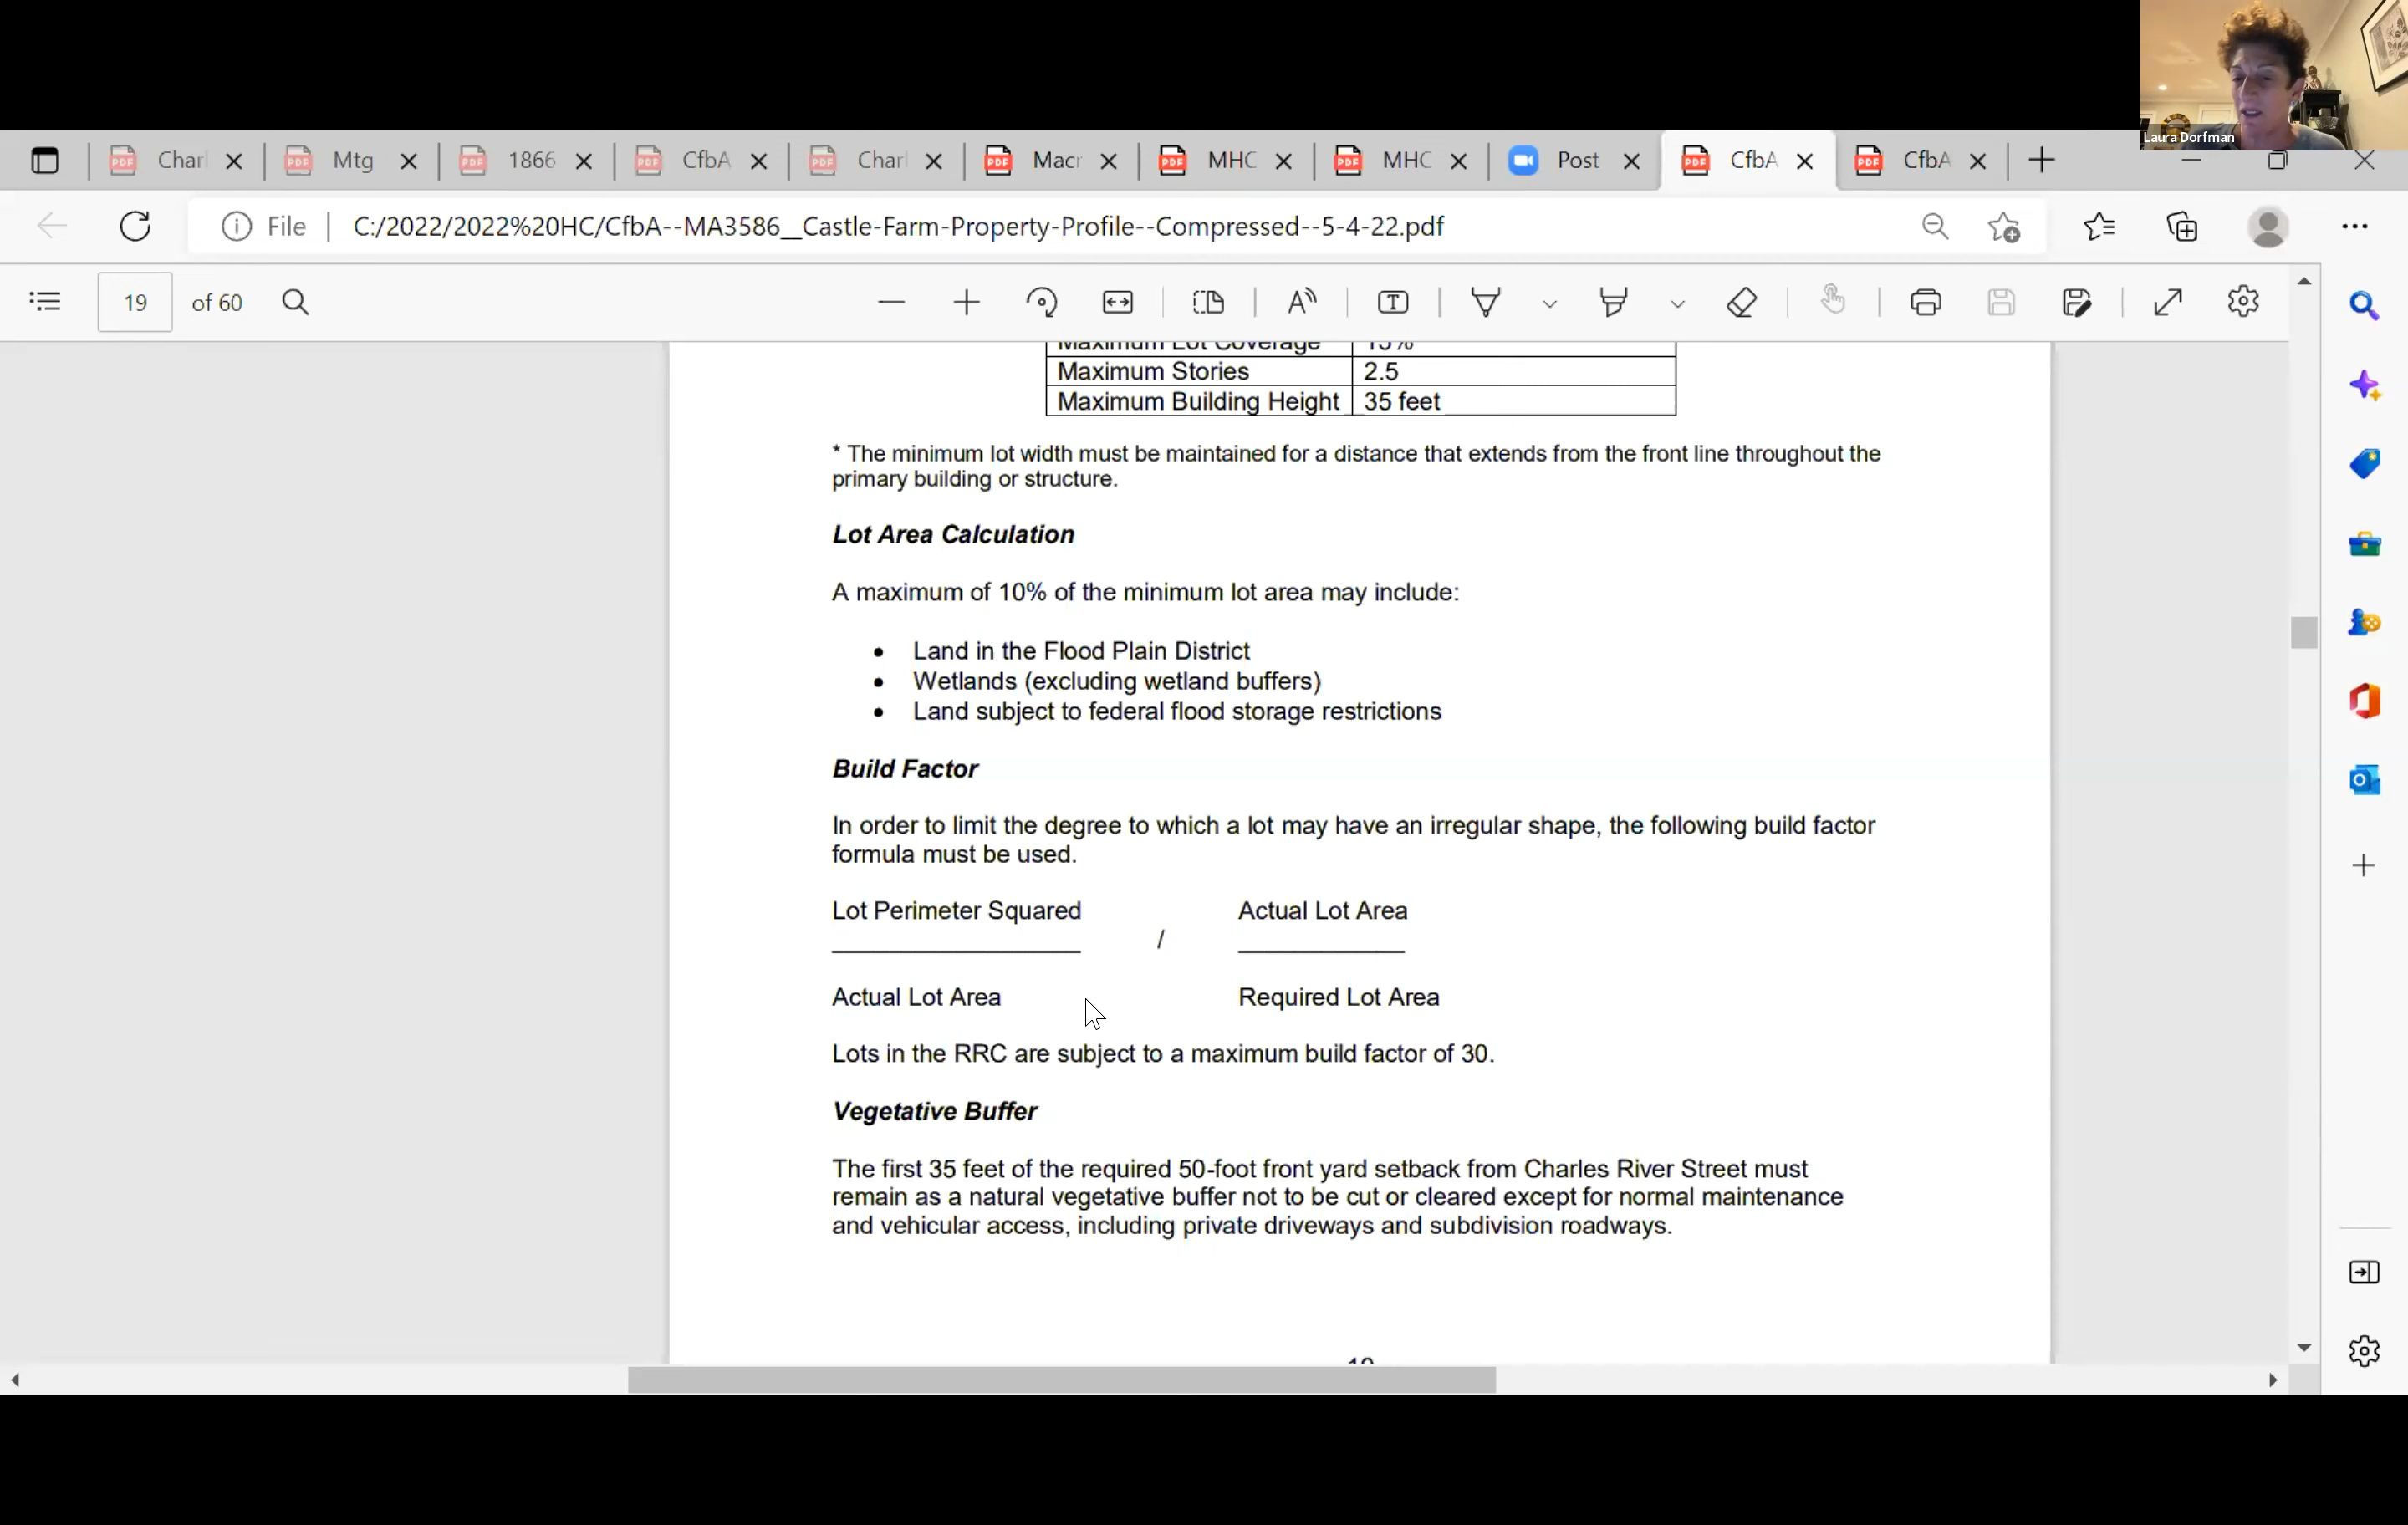 Laura Dorfman
Char
Mtg
1866
CfbA
Char
Macr
MHC
MHC
Post
CfbA
CfbA
File
C:/2022/2022%20HC/CfbA--MA3586__Castle-Farm-Property-Profile--Compressed--5-4-22.pdf
19 of 60
Maximum Lot Coverage 15%
Maximum Stories 2.5
Maximum Building Height 35 feet
* The minimum lot width must be maintained for a distance that extends from the front line throughout the
primary building or structure.
Lot Area Calculation
A maximum of 10% of the minimum lot area may include:
• Land in the Flood Plain District
• Wetlands (excluding wetland buffers)
• Land subject to federal flood storage restrictions
Build Factor
In order to limit the degree to which a lot may have an irregular shape, the following build factor
formula must be used.
Lot Perimeter Squared Actual Lot Area
/
Actual Lot Area Required Lot Area
Lots in the RRC are subject to a maximum build factor of 30.
Vegetative Buffer
The first 35 feet of the required 50-foot front yard setback from Charles River Street must
remain as a natural vegetative buffer not to be cut or cleared except for normal maintenance
and vehicular access, including private driveways and subdivision roadways.